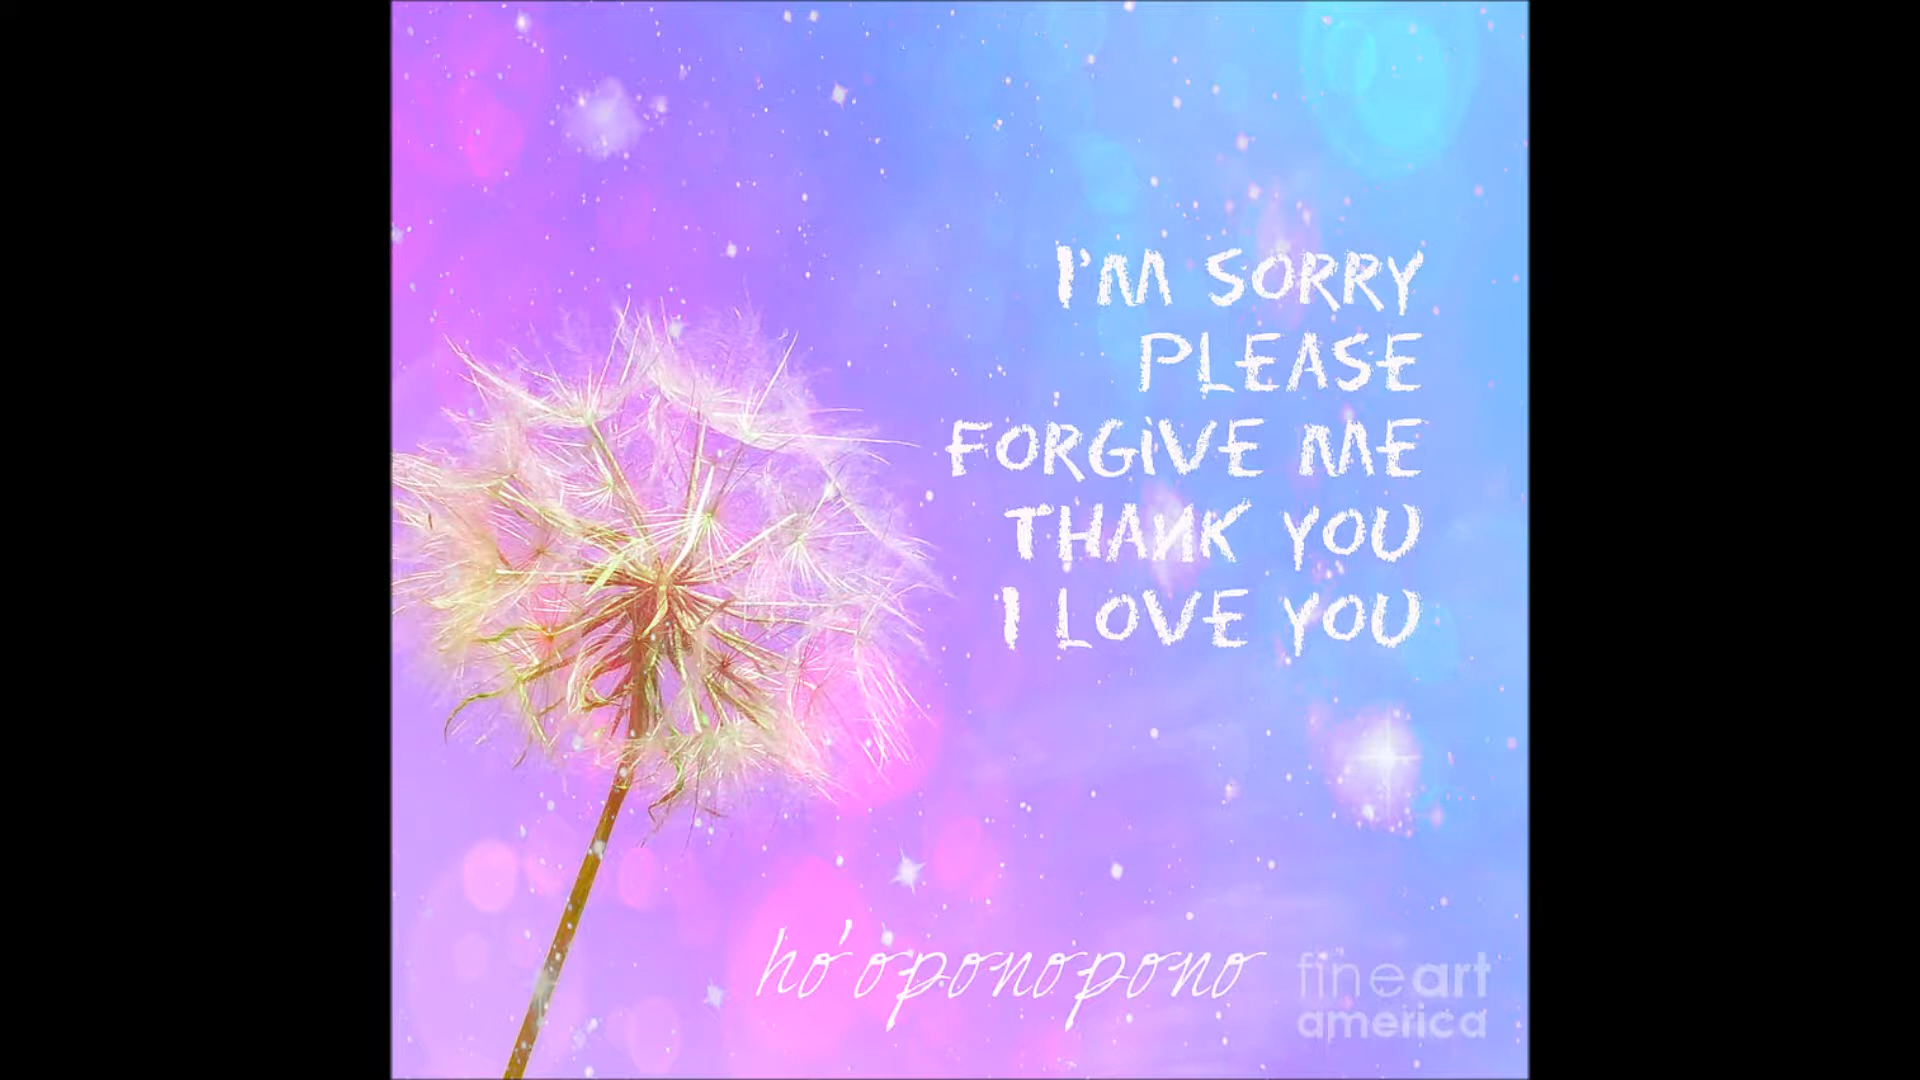 I'M SORRY
PLEASE
FORGiVE ME
THANK YOU
I LOVE YOU
ho'oponopono
fineart
america